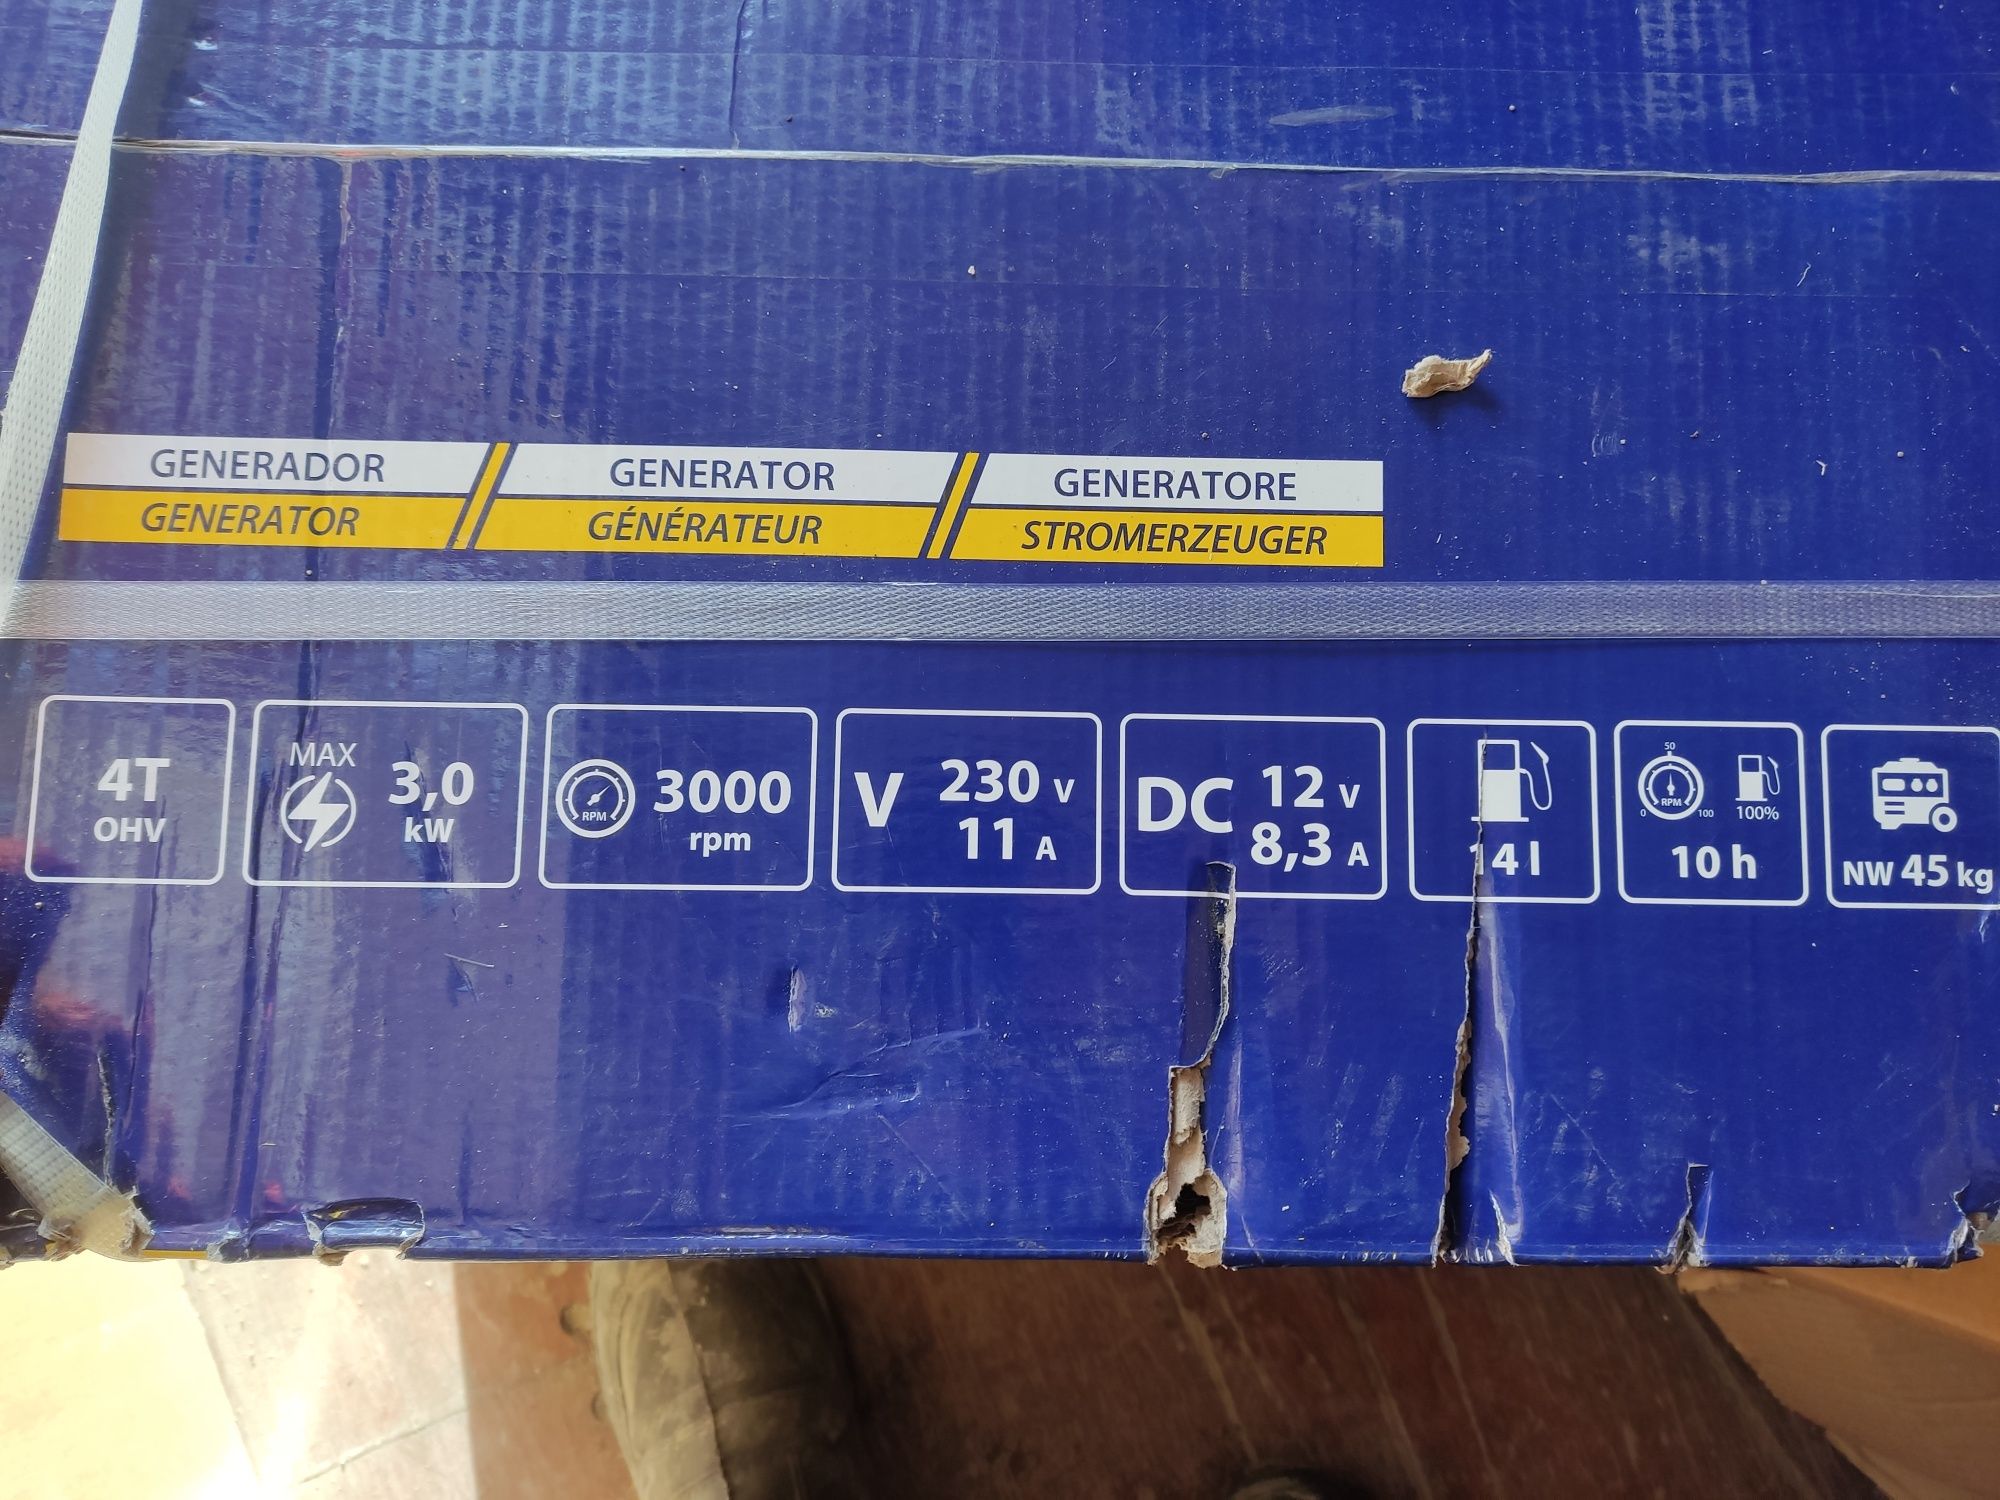 GENERADOR
GENERATOR
GENERATOR
GÉNÉRATEUR
GENERATORE
STROMERZEUGER
4T
OHV
MAX
3,0
kW
RPM
3000
rpm
V
230 V
11 A
DC
12 V
8,3 A
14 l
50
RPM
0
100
100%
10 h
NW 45 kg